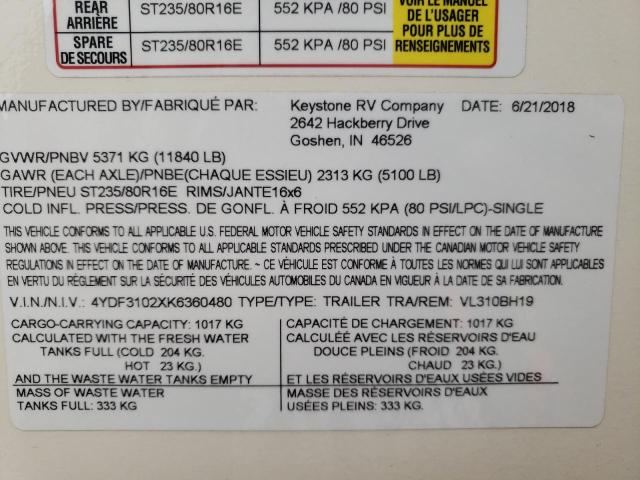 REAR
ARRIÈRE
ST235/80R16E
552 KPA /80 PSI
SPARE
DE SECOURS
ST235/80R16E
552 KPA /80 PSI
VOIR LE MANUEL
DE L'USAGER
POUR PLUS DE
RENSEIGNEMENTS
MANUFACTURED BY/FABRIQUÉ PAR: Keystone RV Company DATE: 6/21/2018
2642 Hackberry Drive
Goshen, IN 46526
GVWR/PNBV 5371 KG (11840 LB)
GAWR (EACH AXLE)/PNBE(CHAQUE ESSIEU) 2313 KG (5100 LB)
TIRE/PNEU ST235/80R16E RIMS/JANTE16x6
COLD INFL. PRESS/PRESS. DE GONFL. À FROID 552 KPA (80 PSI/LPC)-SINGLE
THIS VEHICLE CONFORMS TO ALL APPLICABLE U.S. FEDERAL MOTOR VEHICLE SAFETY STANDARDS IN EFFECT ON THE DATE OF MANUFACTURE
SHOWN ABOVE. THIS VEHICLE CONFORMS TO ALL APPLICABLE STANDARDS PRESCRIBED UNDER THE CANADIAN MOTOR VEHICLE SAFETY
REGULATIONS IN EFFECT ON THE DATE OF MANUFACTURE. ~ CE VÉHICULE EST CONFORME À TOUTES LES NORMES QUI LUI SONT APPLICABLES
EN VERTU DU RÉGLEMENT SUR LA SÉCURITÉ DES VÉHICULES AUTOMOBILES DU CANADA EN VIGUEUR À LA DATE DE SA FABRICATION.
V.I.N./N.I.V.: 4YDF3102XK6360480 TYPE/TYPE: TRAILER TRA/REM: VL310BH19
CARGO-CARRYING CAPACITY: 1017 KG
CALCULATED WITH THE FRESH WATER
TANKS FULL (COLD 204 KG.
HOT 23 KG.)
AND THE WASTE WATER TANKS EMPTY
MASS OF WASTE WATER
TANKS FULL: 333 KG
CAPACITÉ DE CHARGEMENT: 1017 KG
CALCULÉE AVEC LES RÉSERVOIRS D'EAU
DOUCE PLEINS (FROID 204 KG.
CHAUD 23 KG.)
ET LES RÉSERVOIRS D'EAUX USÉES VIDES
MASSE DES RÉSERVOIRS D'EAUX
USÉES PLEINS: 333 KG.